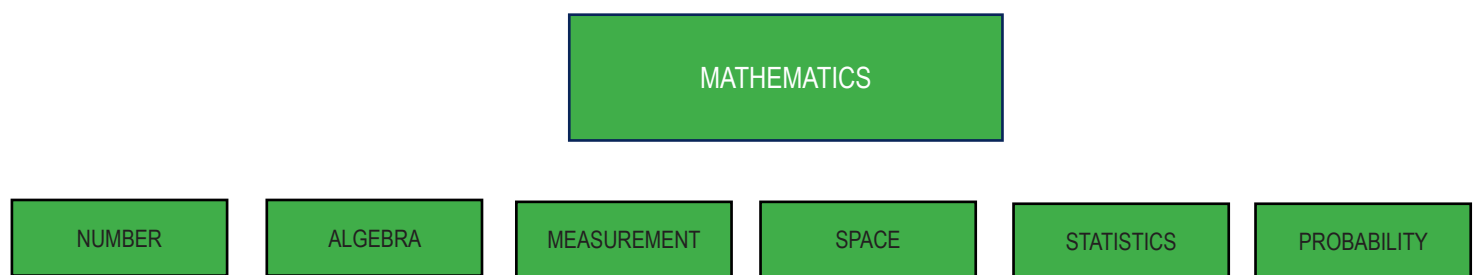 MATHEMATICS
NUMBER
ALGEBRA
MEASUREMENT
SPACE
STATISTICS
PROBABILITY